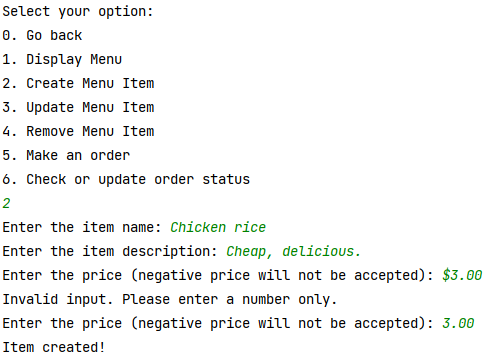 Select your option:
0. Go back
1. Display Menu
2. Create Menu Item
3. Update Menu Item
4. Remove Menu Item
5. Make an order
6. Check or update order status
2
Enter the item name: Chicken rice
Enter the item description: Cheap, delicious.
Enter the price (negative price will not be accepted): $3.00
Invalid input. Please enter a number only.
Enter the price (negative price will not be accepted): 3.00
Item created!